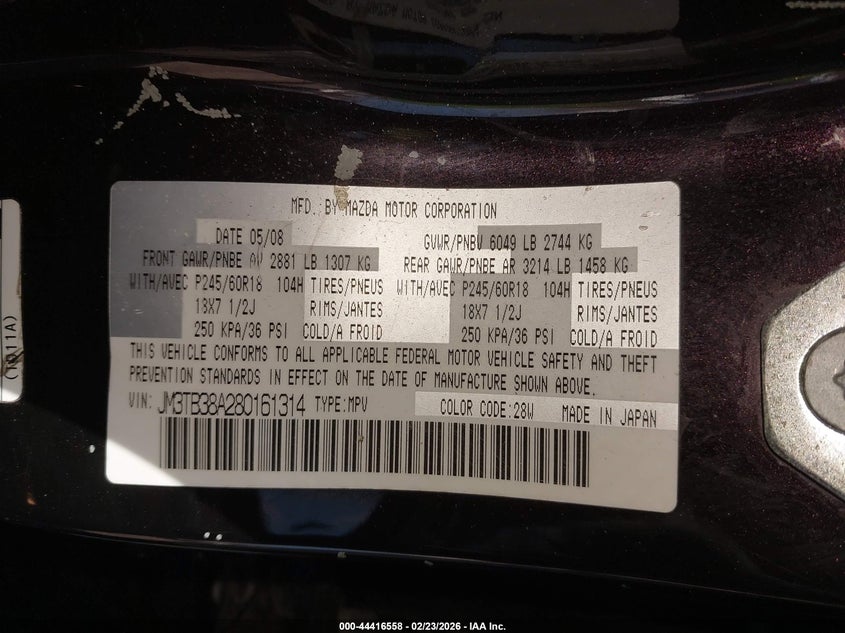 MFD. BY MAZDA MOTOR CORPORATION
DATE 05/08 GVWR/PNBV 6049 LB 2744 KG
FRONT GAWR/PNBE AV 2881 LB 1307 KG REAR GAWR/PNBE AR 3214 LB 1458 KG
WITH/AVEC P245/60R18 104H TIRES/PNEUS WITH/AVEC P245/60R18 104H TIRES/PNEUS
18X7 1/2J RIMS/JANTES 18X7 1/2J RIMS/JANTES
250 KPA/36 PSI COLD/A FROID 250 KPA/36 PSI COLD/A FROID
THIS VEHICLE CONFORMS TO ALL APPLICABLE FEDERAL MOTOR VEHICLE SAFETY AND THEFT
PREVENTION STANDARDS IN EFFECT ON THE DATE OF MANUFACTURE SHOWN ABOVE.
VIN: JM3TB38A280161314 TYPE:MPV COLOR CODE:28W MADE IN JAPAN
000-44416558 - 02/23/2026 - IAA Inc.